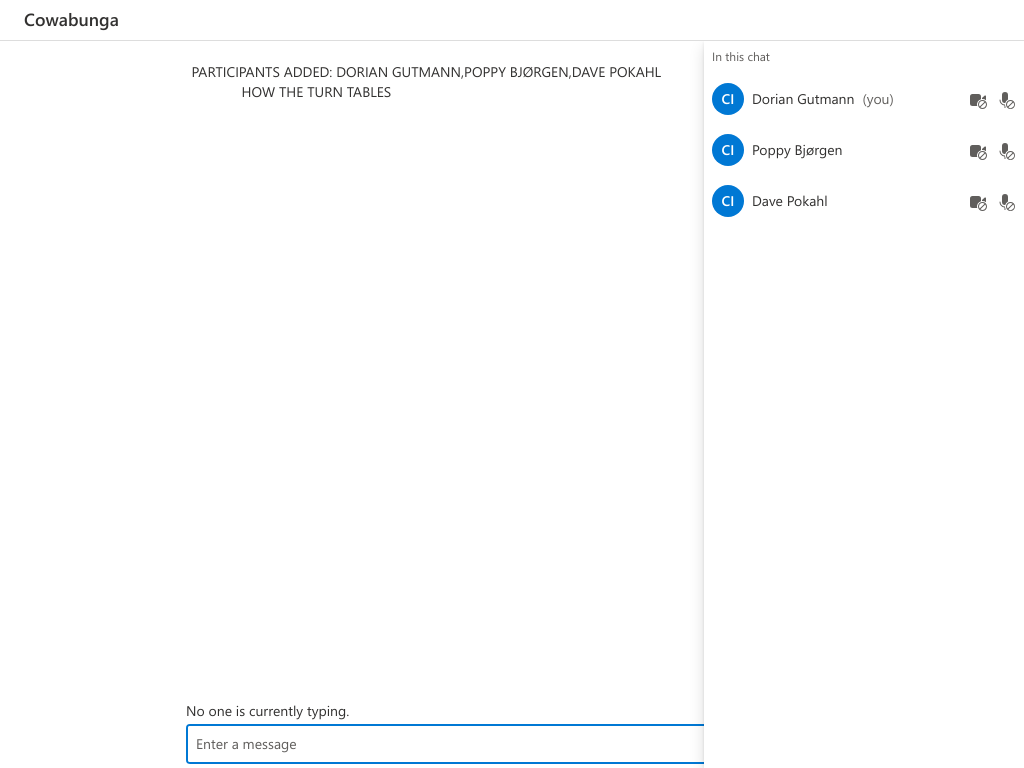 Cowabunga
PARTICIPANTS ADDED: DORIAN GUTMANN,POPPY BJØRGEN,DAVE POKAHL
HOW THE TURN TABLES
In this chat
CI Dorian Gutmann (you)
CI Poppy Bjørgen
CI Dave Pokahl
No one is currently typing.
Enter a message